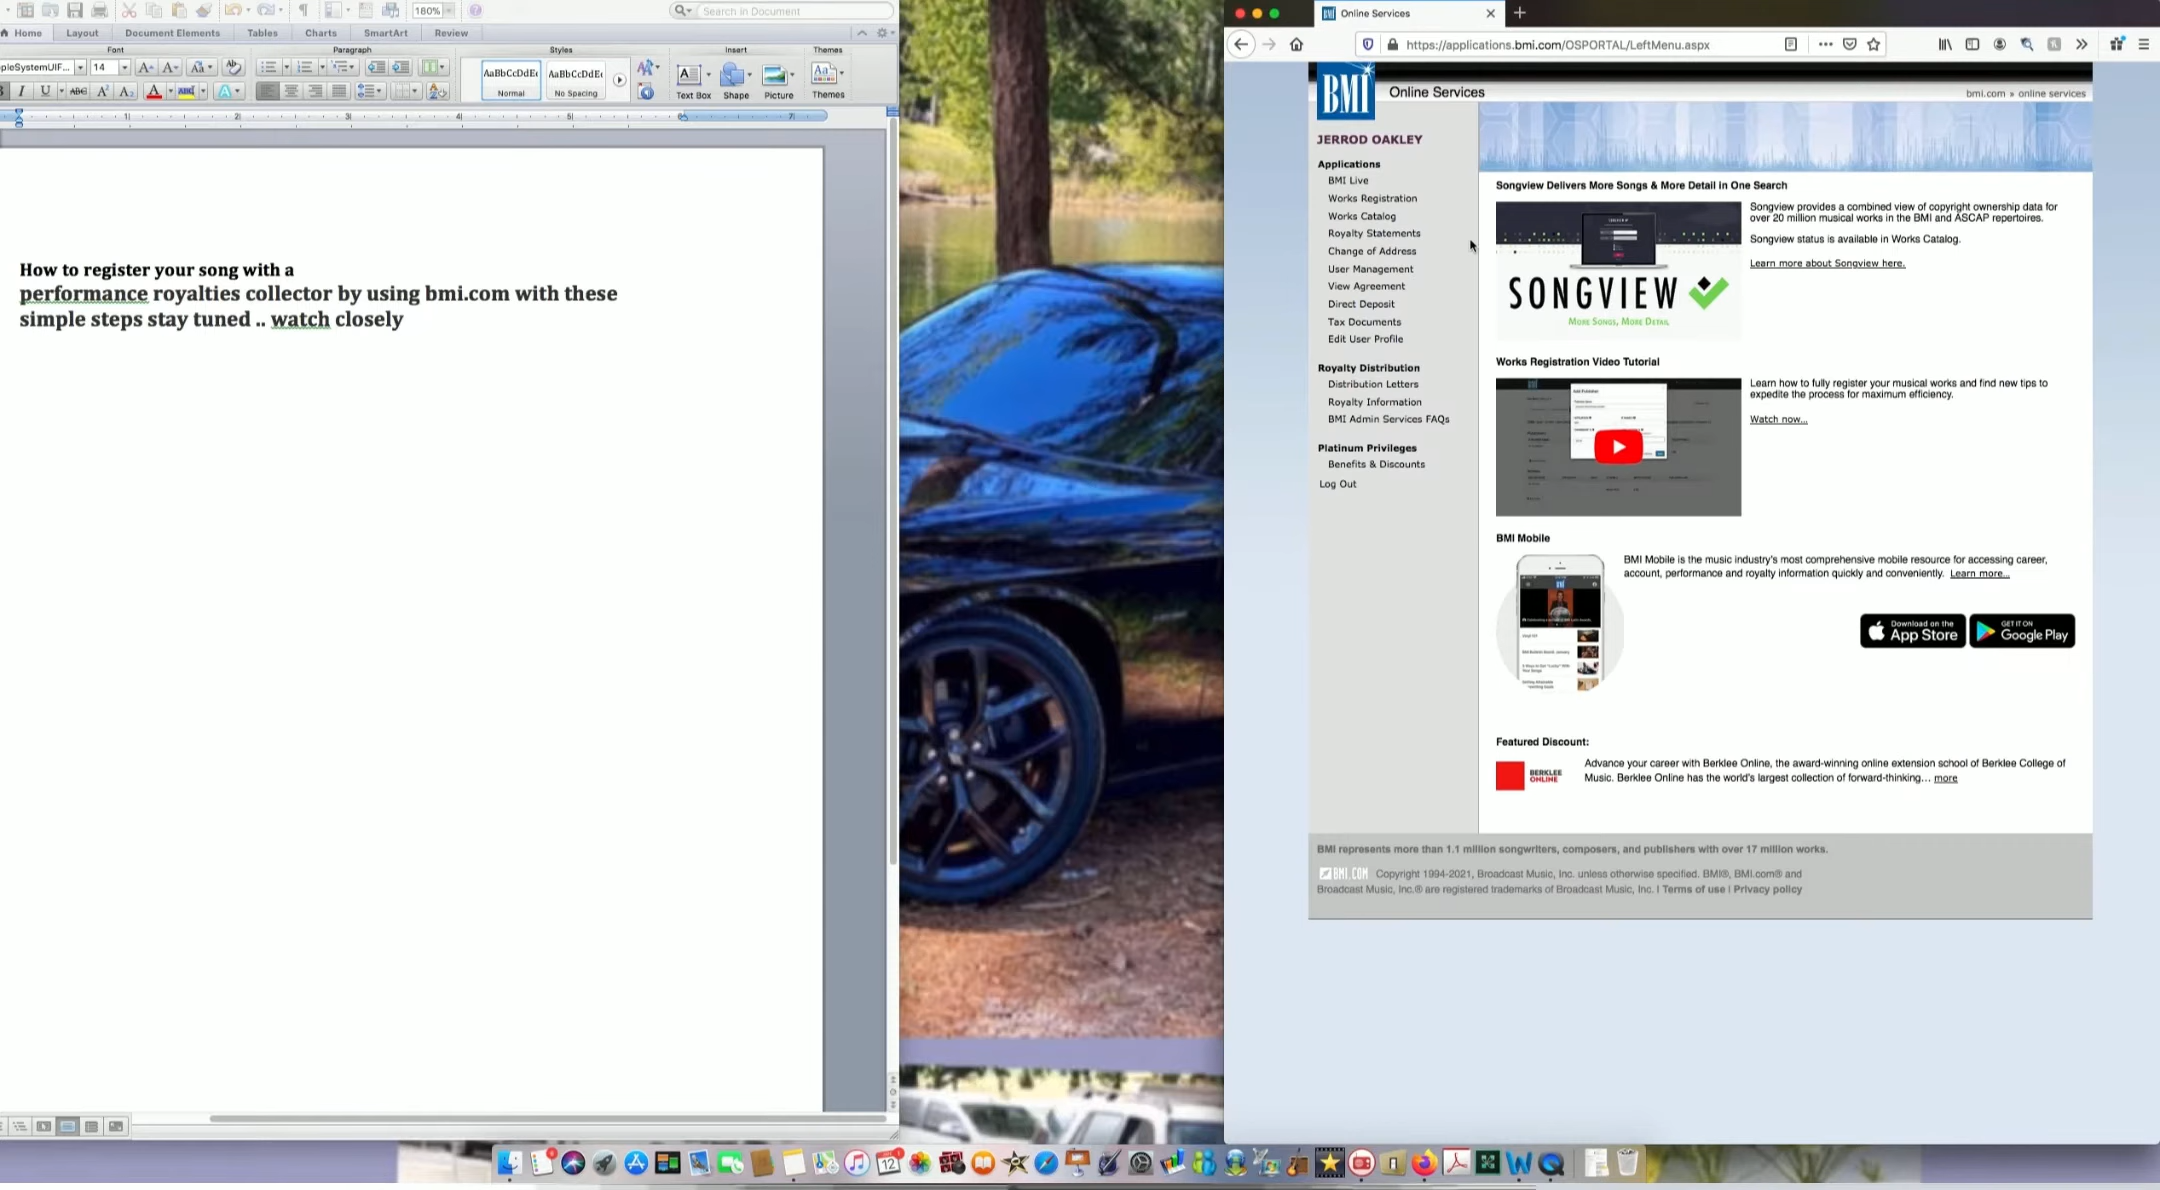 180%
Search in Document
Home
Layout
Document Elements
Tables
Charts
SmartArt
Review
Font
Paragraph
Styles
Insert
Themes
14
AaBbCcDdE
AaBbCcDdE
Normal
No Spacing
Text Box
Shape
Picture
Themes
How to register your song with a
performance royalties collector by using bmi.com with these
simple steps stay tuned .. watch closely
Online Services
https://applications.bmi.com/OSPORTAL/LeftMenu.aspx
BMI
Online Services
bmi.com » online services
JERROD OAKLEY
Applications
BMI Live
Works Registration
Works Catalog
Royalty Statements
Change of Address
User Management
View Agreement
Direct Deposit
Tax Documents
Edit User Profile
Royalty Distribution
Distribution Letters
Royalty Information
BMI Admin Services FAQs
Platinum Privileges
Benefits & Discounts
Log Out
Songview Delivers More Songs & More Detail in One Search
SONGVIEW
MORE SONGS, MORE DETAIL
Songview provides a combined view of copyright ownership data for
over 20 million musical works in the BMI and ASCAP repertoires.
Songview status is available in Works Catalog.
Learn more about Songview here.
Works Registration Video Tutorial
Learn how to fully register your musical works and find new tips to
expedite the process for maximum efficiency.
Watch now...
BMI Mobile
BMI Mobile is the music industry's most comprehensive mobile resource for accessing career,
account, performance and royalty information quickly and conveniently. Learn more...
Download on the
App Store
GET IT ON
Google Play
Featured Discount:
BERKLEE
ONLINE
Advance your career with Berklee Online, the award-winning online extension school of Berklee College of
Music. Berklee Online has the world's largest collection of forward-thinking... more
BMI represents more than 1.1 million songwriters, composers, and publishers with over 17 million works.
BMI.COM Copyright 1994-2021, Broadcast Music, Inc. unless otherwise specified. BMI®, BMI.com® and
Broadcast Music, Inc.® are registered trademarks of Broadcast Music, Inc. | Terms of use | Privacy policy
12